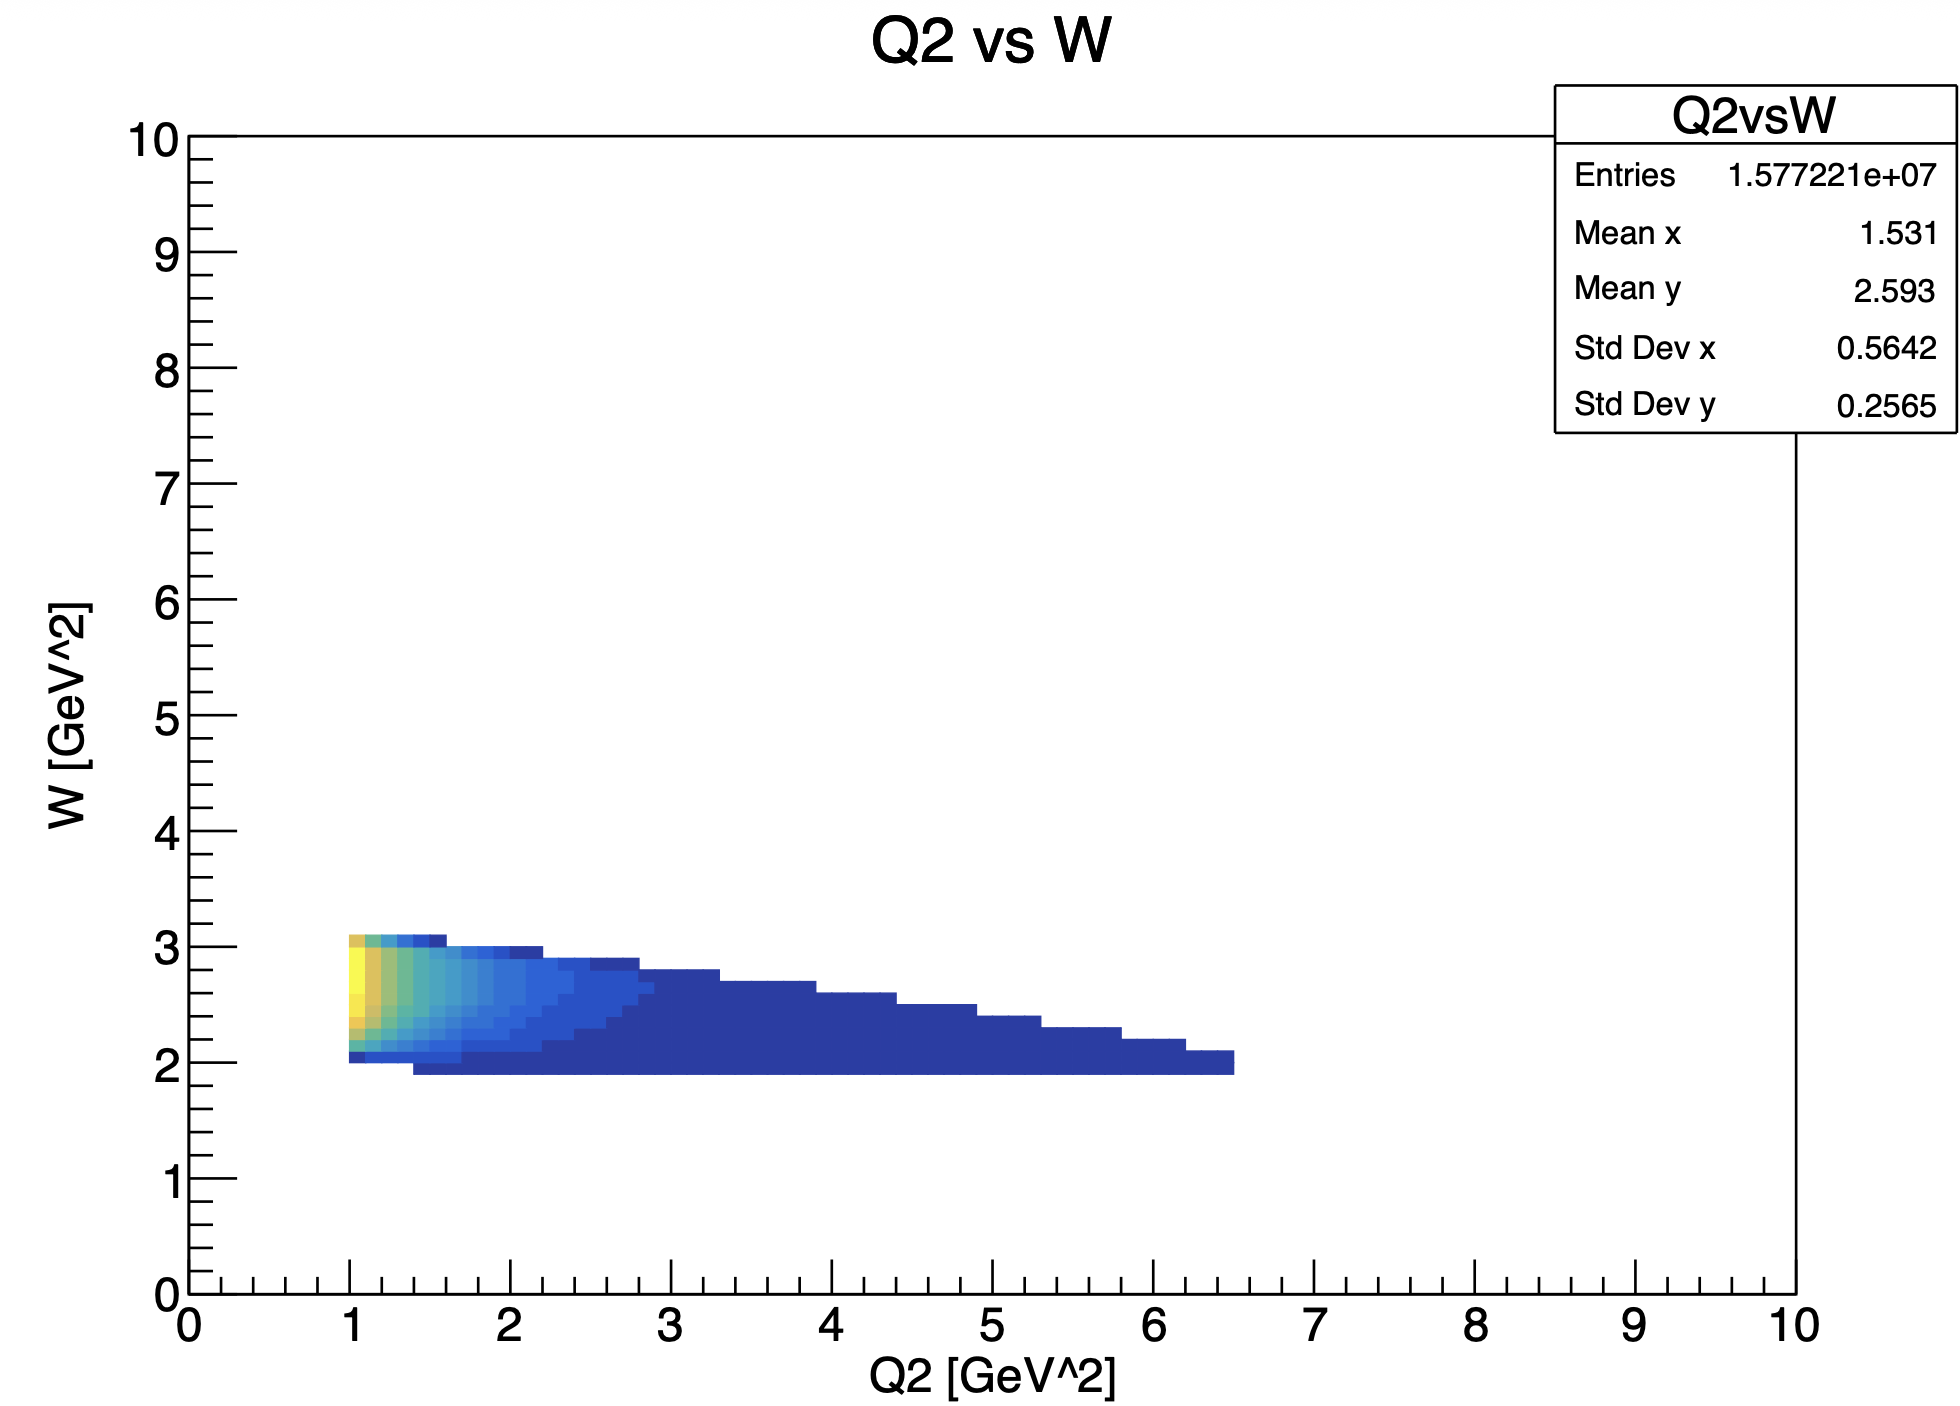 Q2 vs W
Q2vsW
Entries 1.577221e+07
Mean x 1.531
Mean y 2.593
Std Dev x 0.5642
Std Dev y 0.2565
10
9
8
7
6
5
4
3
2
1
0
W [GeV^2]
0 1 2 3 4 5 6 7 8 9 10
Q2 [GeV^2]